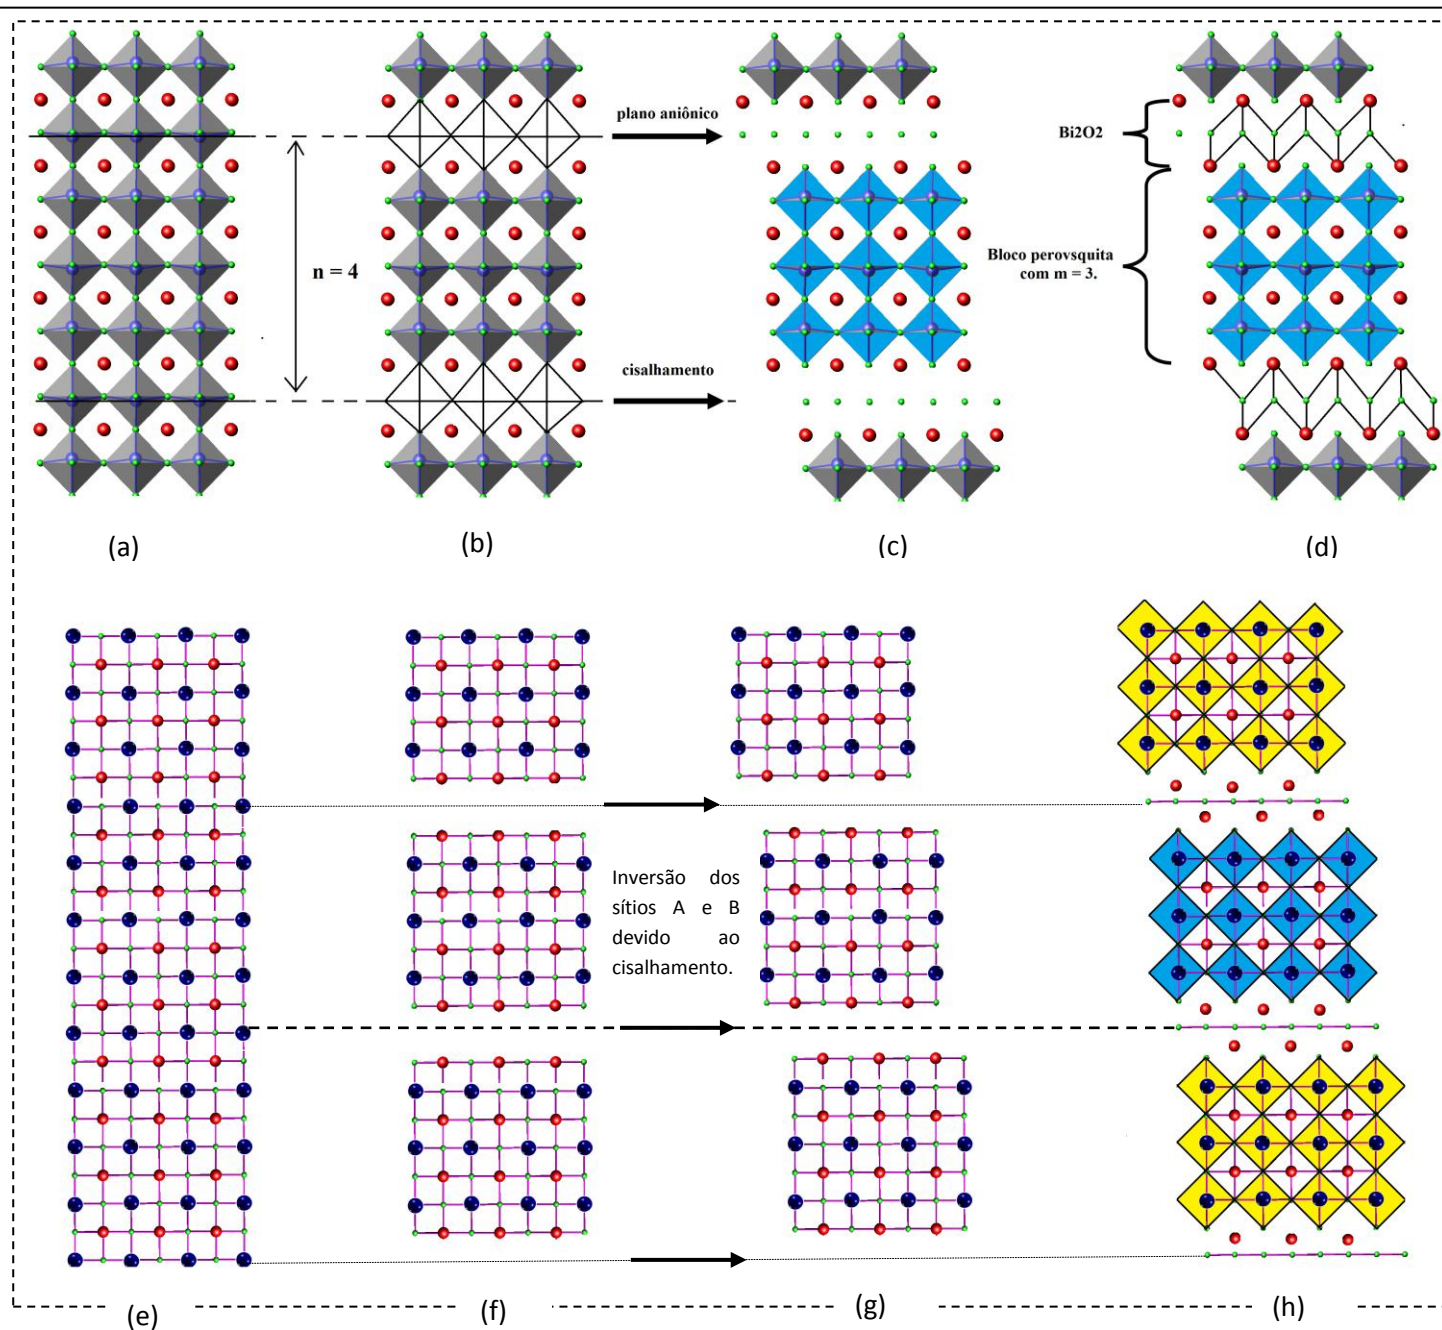 plano aniônico
Bi2O2
n = 4
Bloco perovsquita
com m = 3.
cisalhamento
(a)
(b)
(c)
(d)
Inversão dos
sítios A e B
devido ao
cisalhamento.
(e)
(f)
(g)
(h)